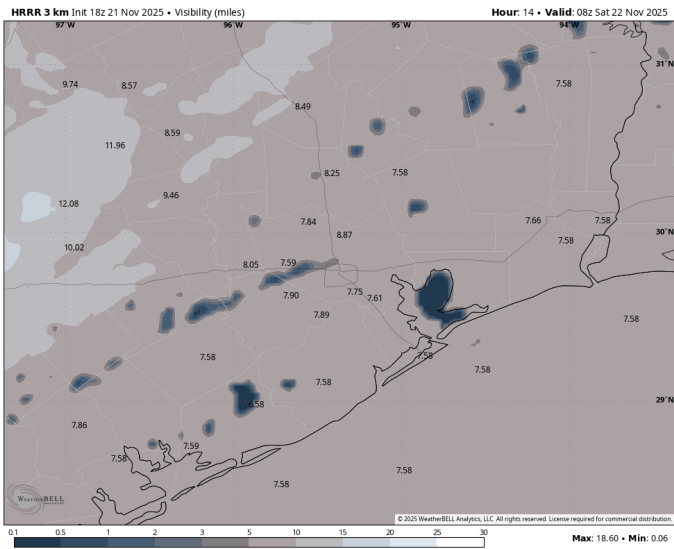 HRRR 3 km Init 18z 21 Nov 2025 • Visibility (miles)
Hour: 14 • Valid: 08z Sat 22 Nov 2025
97°W 96°W 95°W 94°W
31°N
9.74 8.57 7.58
8.49
8.59
11.96
8.25 7.58
9.46
12.08
7.84 7.66 7.58
30°N
8.87 7.58
10.02
8.05 7.59
7.90 7.75 7.61
7.89 7.58
7.58 7.58
7.58 7.58
29°N
6.58
7.86
7.59
7.58 7.58
7.58
WEATHERBELL
© 2025 WeatherBELL Analytics, LLC. All rights reserved. License required for commercial distribution.
0.1 0.5 1 2 3 5 10 15 20 25 30
Max: 18.60 • Min: 0.06